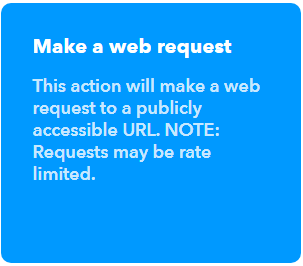 Make a web request
This action will make a web
request to a publicly
accessible URL. NOTE:
Requests may be rate
limited.